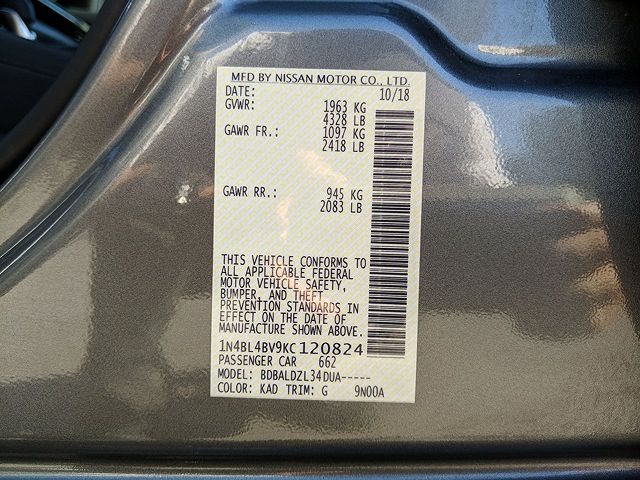 MFD BY NISSAN MOTOR CO., LTD.
DATE: 10/18
GVWR: 1963 KG
4328 LB
GAWR FR.: 1097 KG
2418 LB
GAWR RR.: 945 KG
2083 LB
THIS VEHICLE CONFORMS TO
ALL APPLICABLE FEDERAL
MOTOR VEHICLE SAFETY,
BUMPER, AND THEFT
PREVENTION STANDARDS IN
EFFECT ON THE DATE OF
MANUFACTURE SHOWN ABOVE.
1N4BL4BV9KC120824
PASSENGER CAR 662
MODEL: BDBALDZL34DUA-----
COLOR: KAD TRIM: G 9N00A